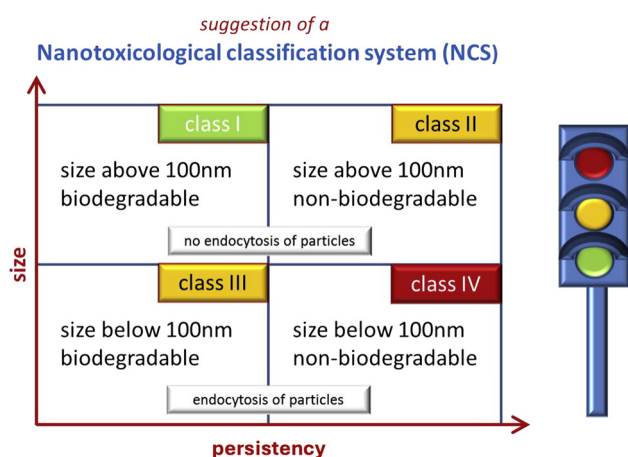 suggestion of a
Nanotoxicological classification system (NCS)
class I
class II
size above 100nm
biodegradable
size above 100nm
non-biodegradable
no endocytosis of particles
size
class III
class IV
size below 100nm
biodegradable
size below 100nm
non-biodegradable
endocytosis of particles
persistency